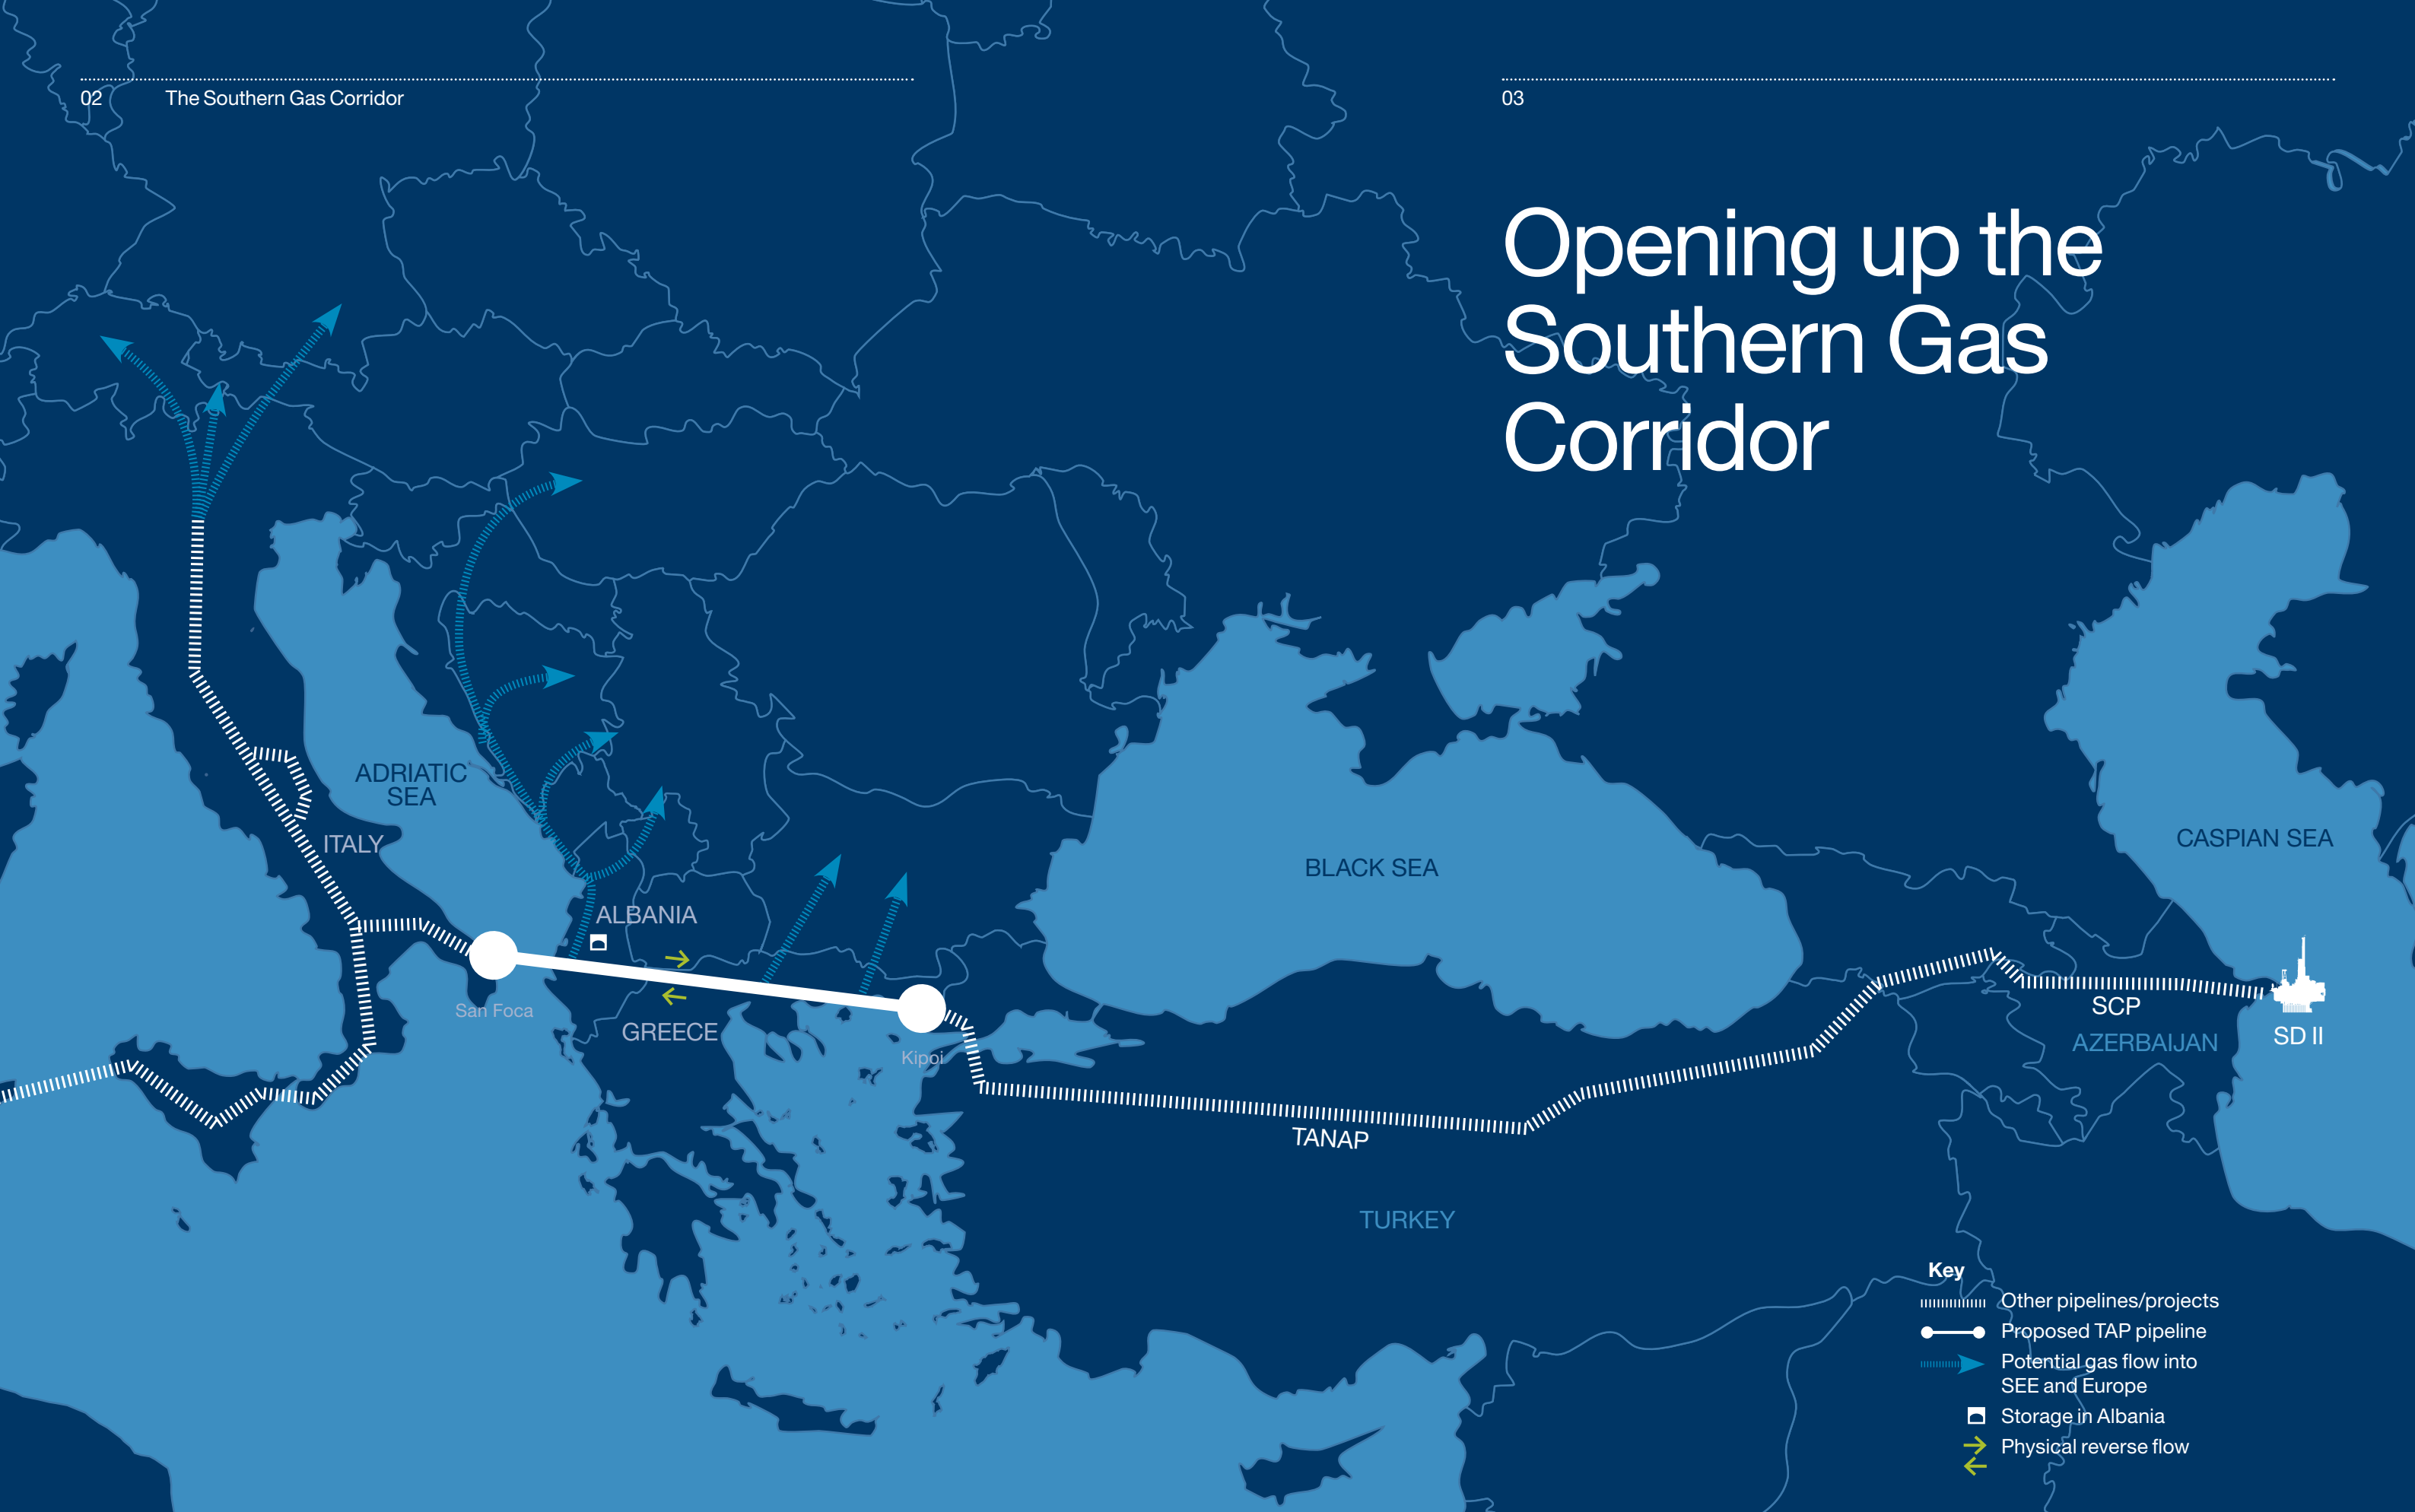 02
The Southern Gas Corridor
03
Opening up the
Southern Gas
Corridor
ADRIATIC
SEA
ITALY
BLACK SEA
CASPIAN SEA
ALBANIA
San Foca
GREECE
Kipoi
SCP
AZERBAIJAN
SD II
TANAP
TURKEY
Key
Other pipelines/projects
Proposed TAP pipeline
Potential gas flow into
SEE and Europe
Storage in Albania
Physical reverse flow